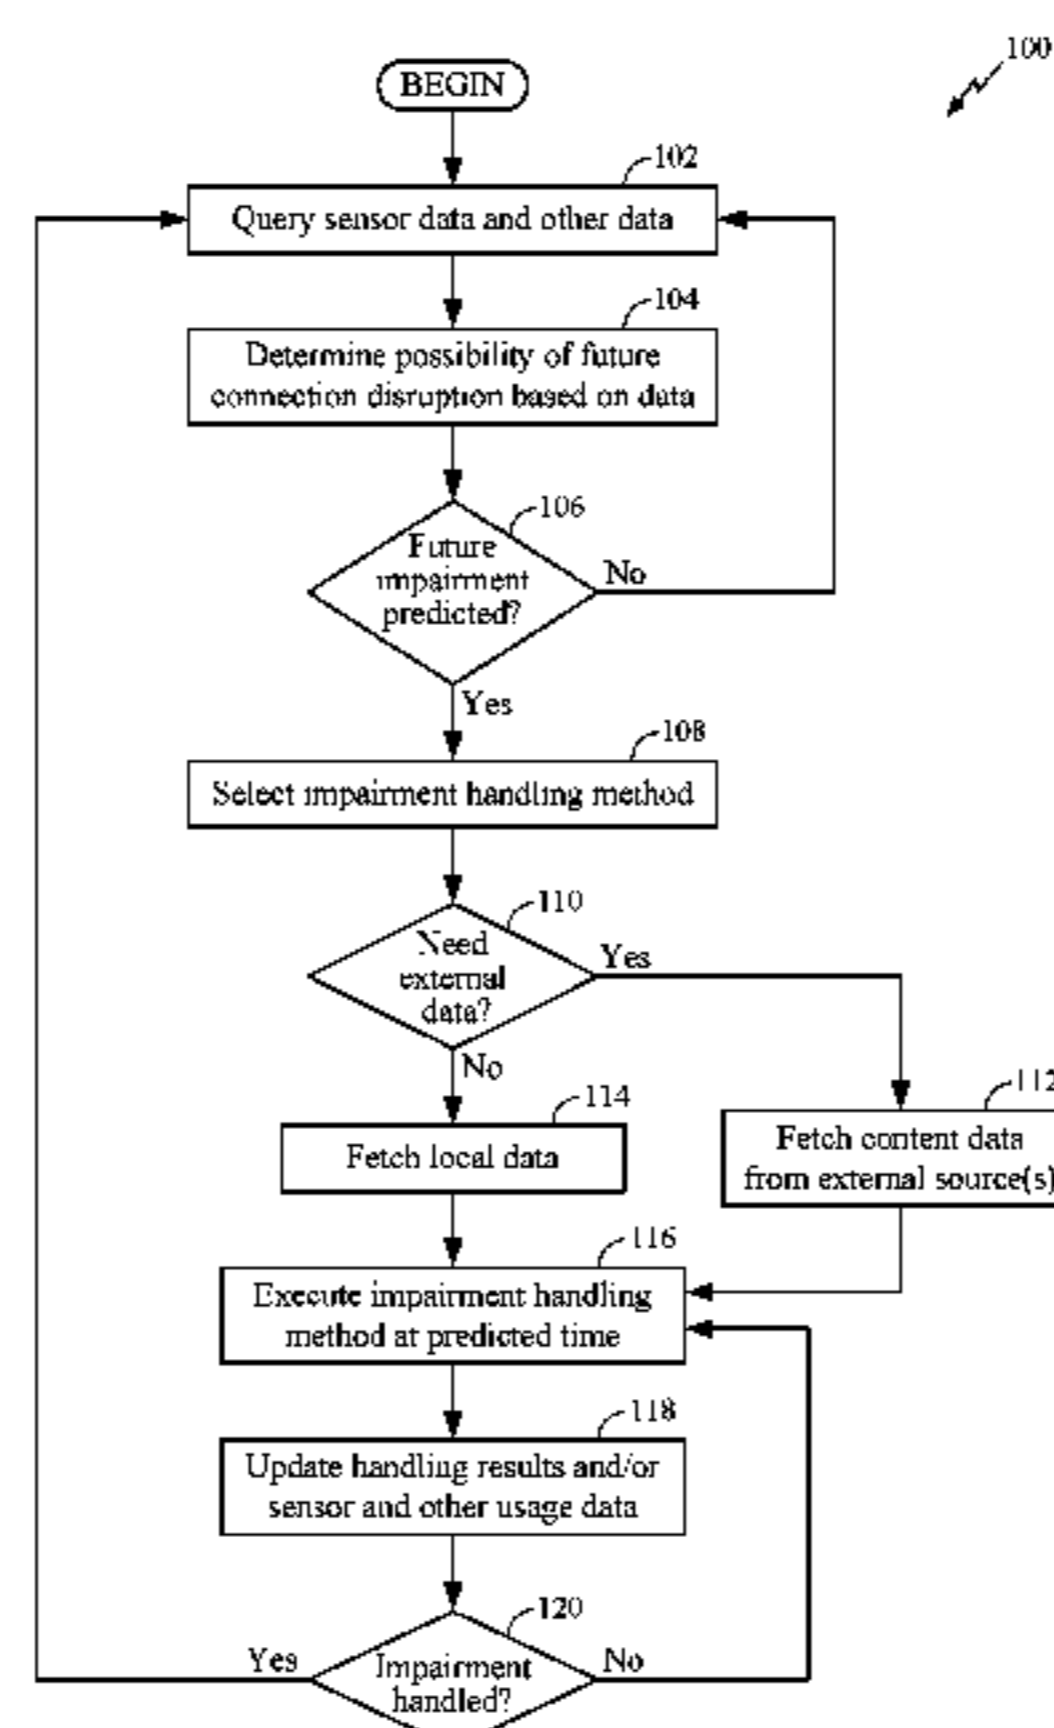 100
BEGIN
102
Query sensor data and other data
104
Determine possibility of future
connection disruption based on data
106
Future
impairment
predicted?
No
Yes
108
Select impairment handling method
110
Need
external
data?
Yes
No
114
Fetch local data
112
Fetch content data
from external source(s)
116
Execute impairment handling
method at predicted time
118
Update handling results and/or
sensor and other usage data
120
Impairment
handled?
Yes
No